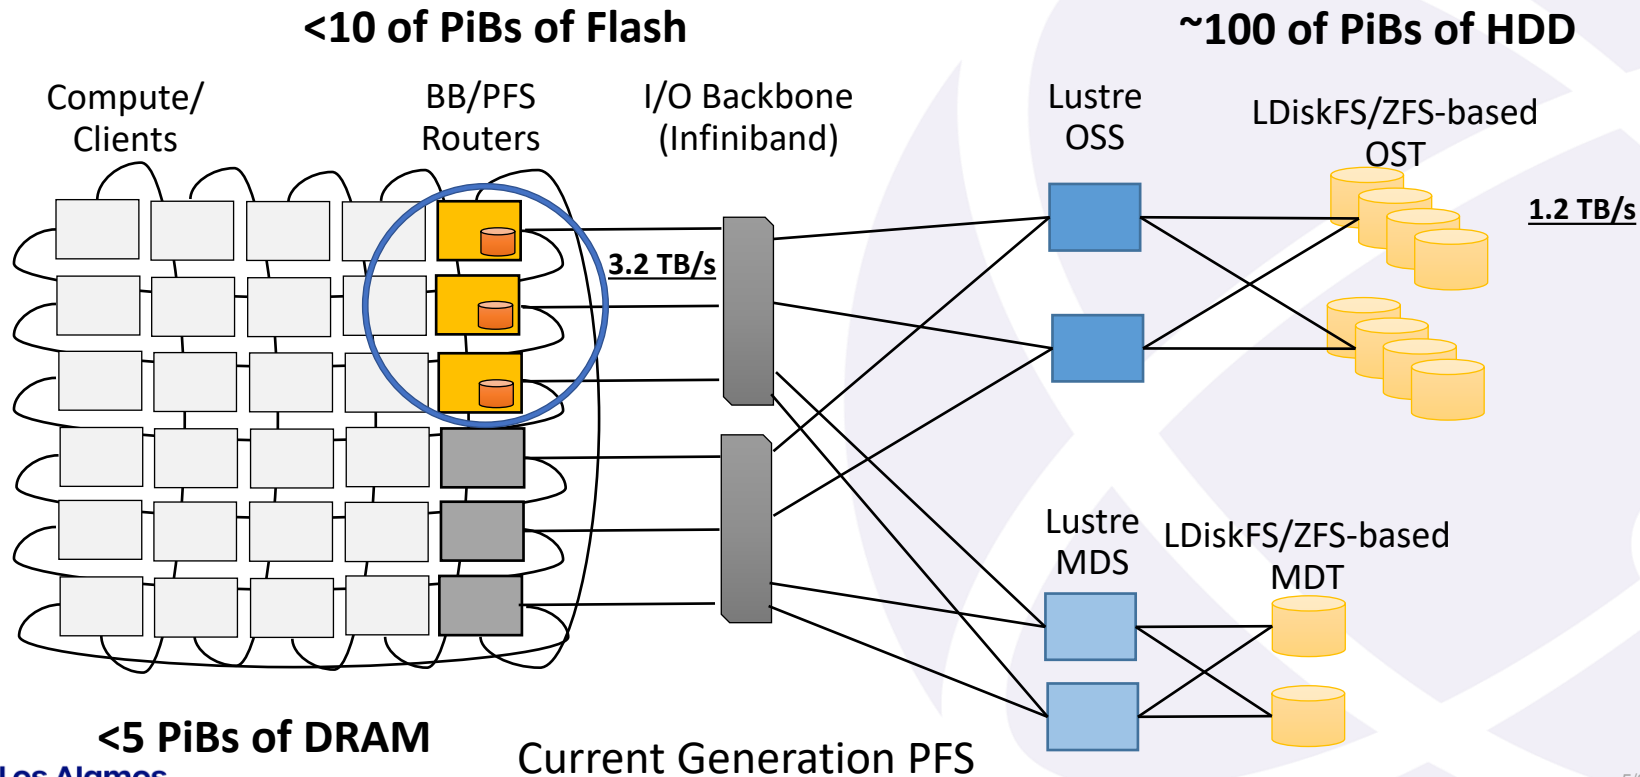 <10 of PiBs of Flash
~100 of PiBs of HDD
Compute/
Clients
BB/PFS
Routers
I/O Backbone
(Infiniband)
Lustre
OSS
LDiskFS/ZFS-based
OST
1.2 TB/s
3.2 TB/s
Lustre
MDS
LDiskFS/ZFS-based
MDT
<5 PiBs of DRAM
Current Generation PFS
Los Alamos